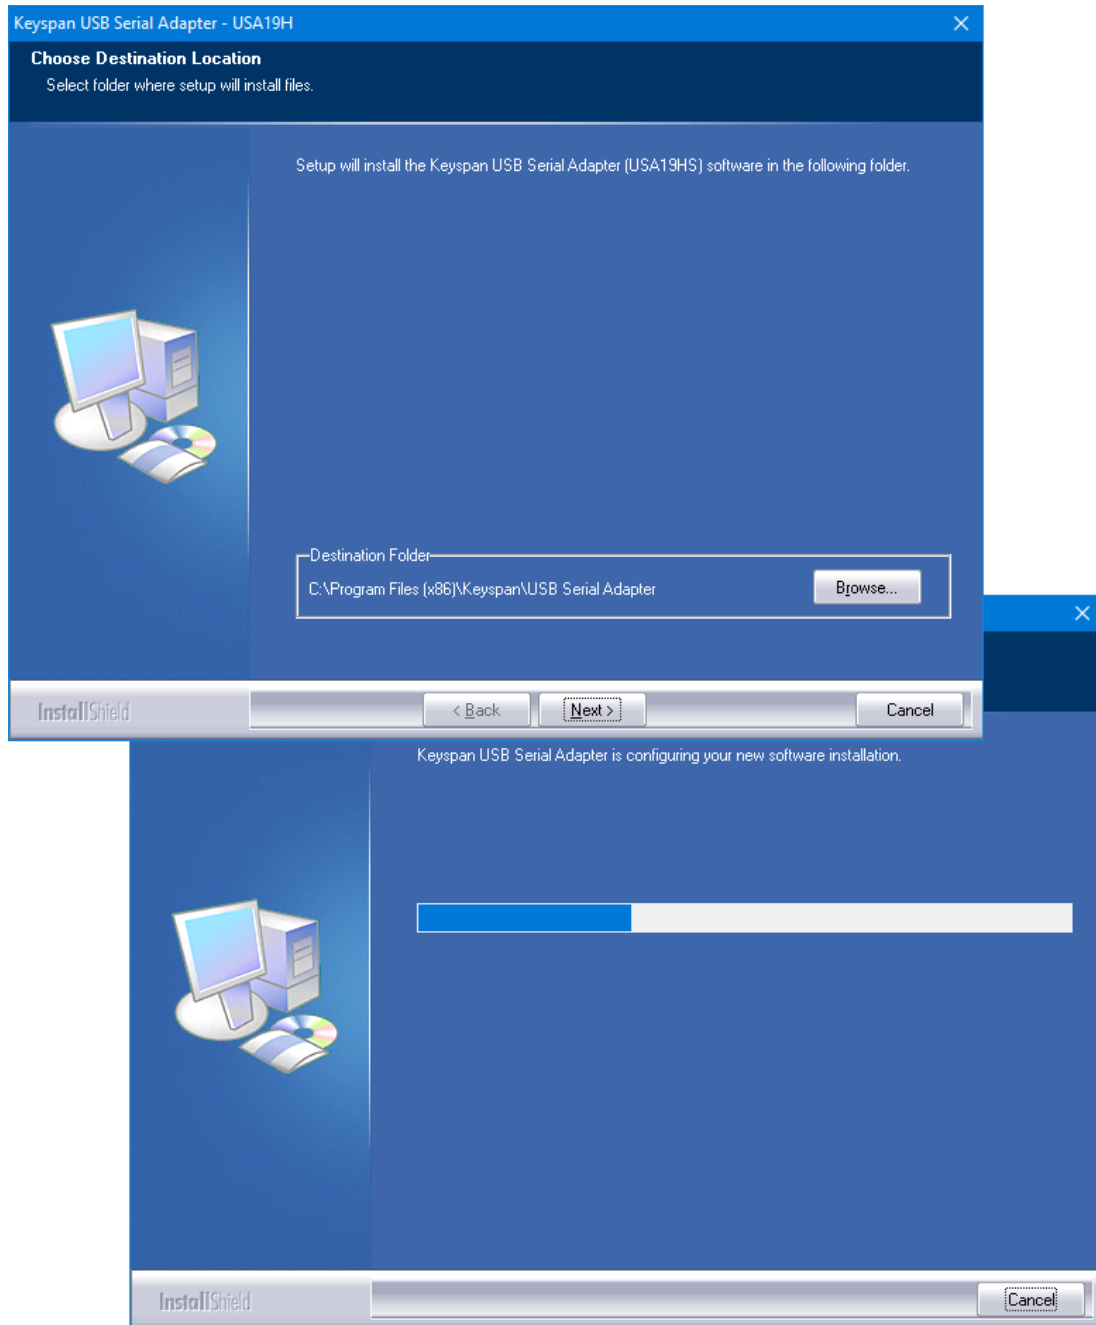 Keyspan USB Serial Adapter - USA19H
Choose Destination Location
Select folder where setup will install files.
Setup will install the Keyspan USB Serial Adapter (USA19HS) software in the following folder.
Destination Folder
C:\Program Files (x86)\Keyspan\USB Serial Adapter
Browse...
InstallShield
< Back
Next >
Cancel
Keyspan USB Serial Adapter is configuring your new software installation.
InstallShield
Cancel